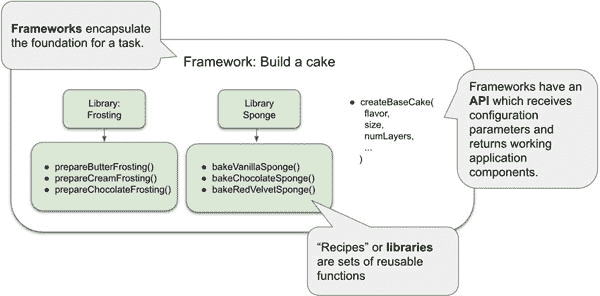 Frameworks encapsulate
the foundation for a task.
Framework: Build a cake
Library:
Frosting
Library
Sponge
• createBaseCake(
flavor,
size,
numLayers,
...
)
Frameworks have an
API which receives
configuration
parameters and
returns working
application
components.
• prepareButterFrosting()
• prepareCreamFrosting()
• prepareChocolateFrosting()
• bakeVanillaSponge()
• bakeChocolateSponge()
• bakeRedVelvetSponge()
“Recipes” or libraries
are sets of reusable
functions